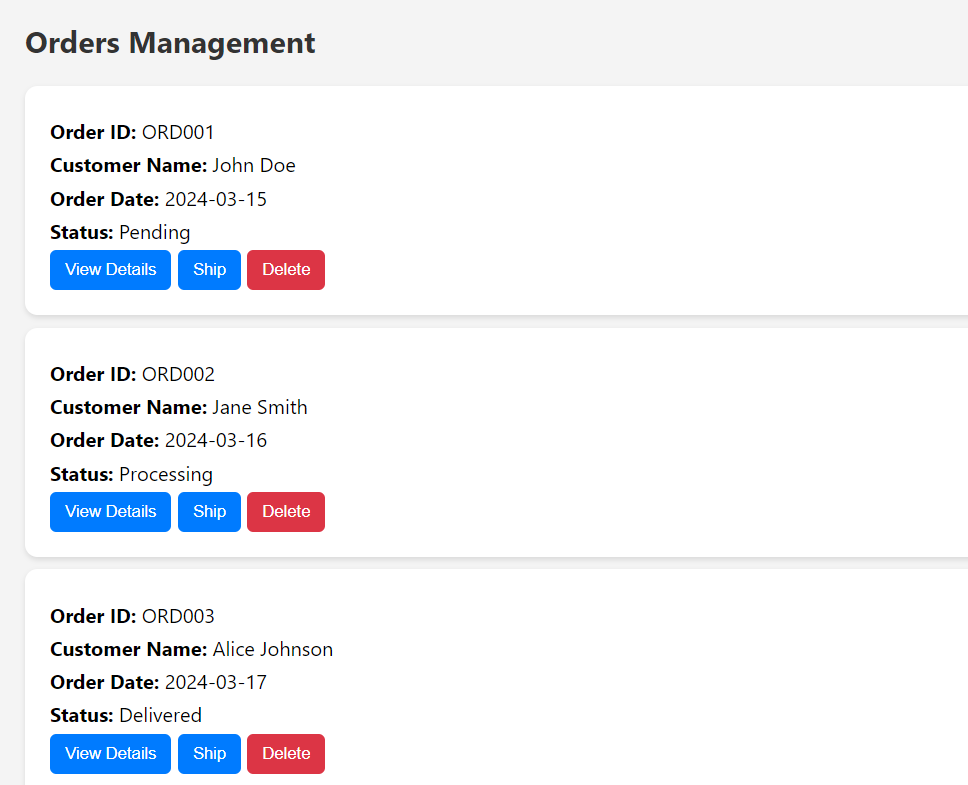 Orders Management
Order ID: ORD001
Customer Name: John Doe
Order Date: 2024-03-15
Status: Pending
View Details Ship Delete
Order ID: ORD002
Customer Name: Jane Smith
Order Date: 2024-03-16
Status: Processing
View Details Ship Delete
Order ID: ORD003
Customer Name: Alice Johnson
Order Date: 2024-03-17
Status: Delivered
View Details Ship Delete